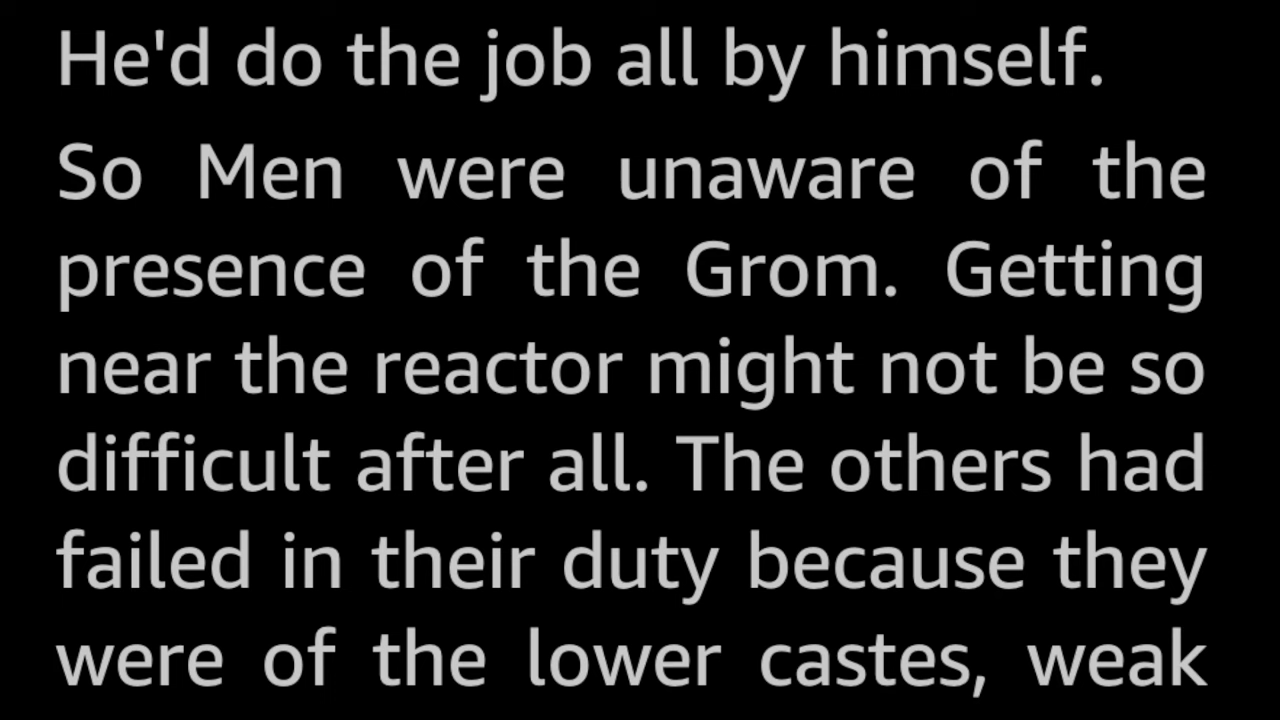 He'd do the job all by himself.
So Men were unaware of the
presence of the Grom. Getting
near the reactor might not be so
difficult after all. The others had
failed in their duty because they
were of the lower castes, weak